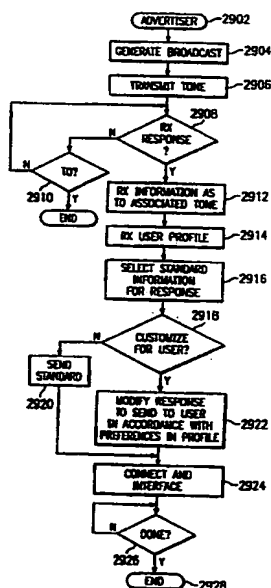 ADVERTISER 2902
GENERATE BROADCAST 2904
TRANSMIT TONE 2906
2908
RX RESPONSE ?
N
Y
TO?
2910
Y
END
RX INFORMATION AS TO ASSOCIATED TONE 2912
RX USER PROFILE 2914
SELECT STANDARD INFORMATION FOR RESPONSE 2916
2918
CUSTOMIZE FOR USER?
N
Y
SEND STANDARD
2920
MODIFY RESPONSE TO SEND TO USER IN ACCORDANCE WITH PREFERENCES IN PROFILE 2922
CONNECT AND INTERFACE 2924
N
DONE?
2926
Y
END 2928